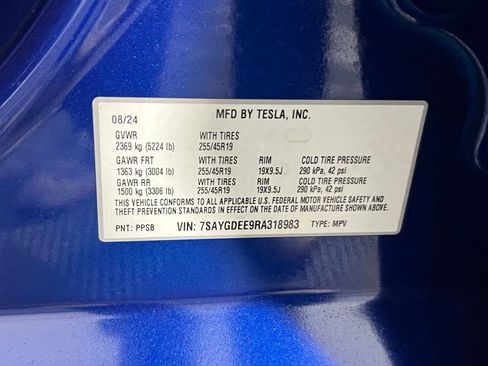 08/24 MFD BY TESLA, INC.
GVWR WITH TIRES
2369 kg (5224 lb) 255/45R19
GAWR FRT WITH TIRES RIM COLD TIRE PRESSURE
1363 kg (3004 lb) 255/45R19 19X9.5J 290 kPa, 42 psi
GAWR RR WITH TIRES RIM COLD TIRE PRESSURE
1500 kg (3306 lb) 255/45R19 19X9.5J 290 kPa, 42 psi
THIS VEHICLE CONFORMS TO ALL APPLICABLE U.S. FEDERAL MOTOR VEHICLE SAFETY AND
THEFT PREVENTION STANDARDS IN EFFECT ON THE DATE OF MANUFACTURE SHOWN ABOVE.
PNT: PPSB VIN: 7SAYGDEE9RA318983 TYPE: MPV